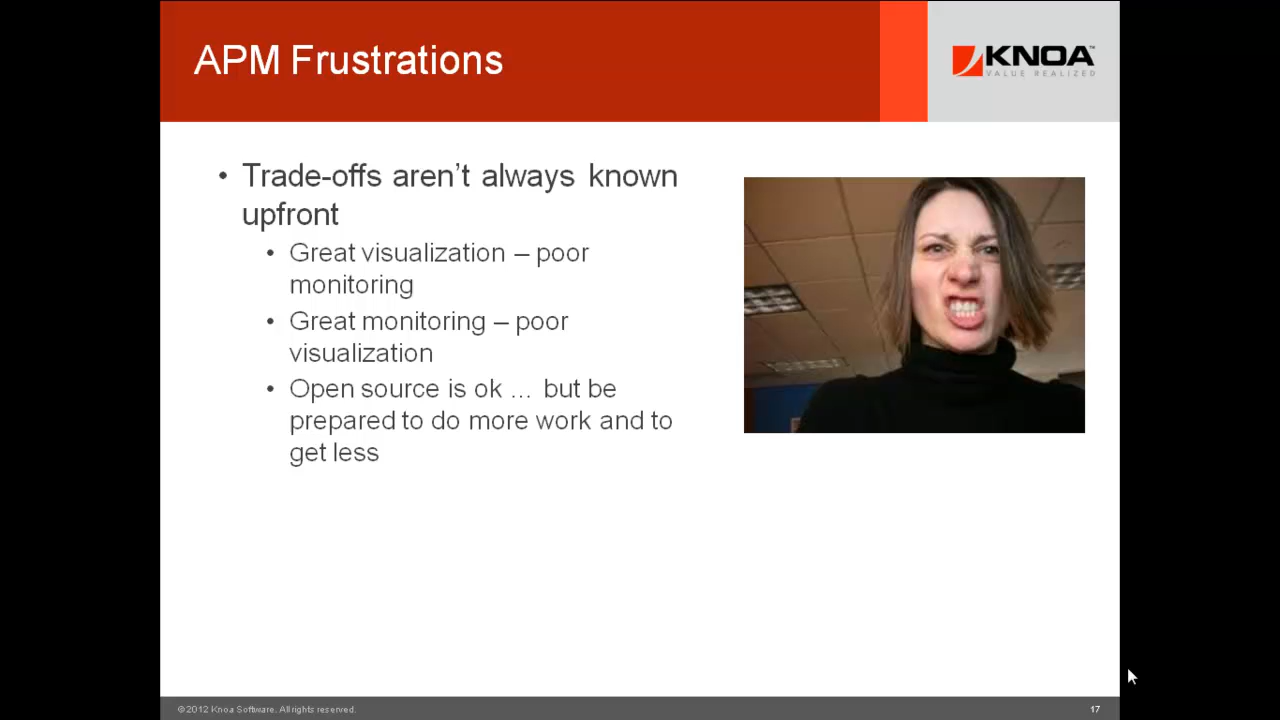 APM Frustrations
KNOA™
VALUE REALIZED
• Trade-offs aren’t always known
upfront
• Great visualization – poor
monitoring
• Great monitoring – poor
visualization
• Open source is ok ... but be
prepared to do more work and to
get less
© 2012 Knoa Software. All rights reserved.
17